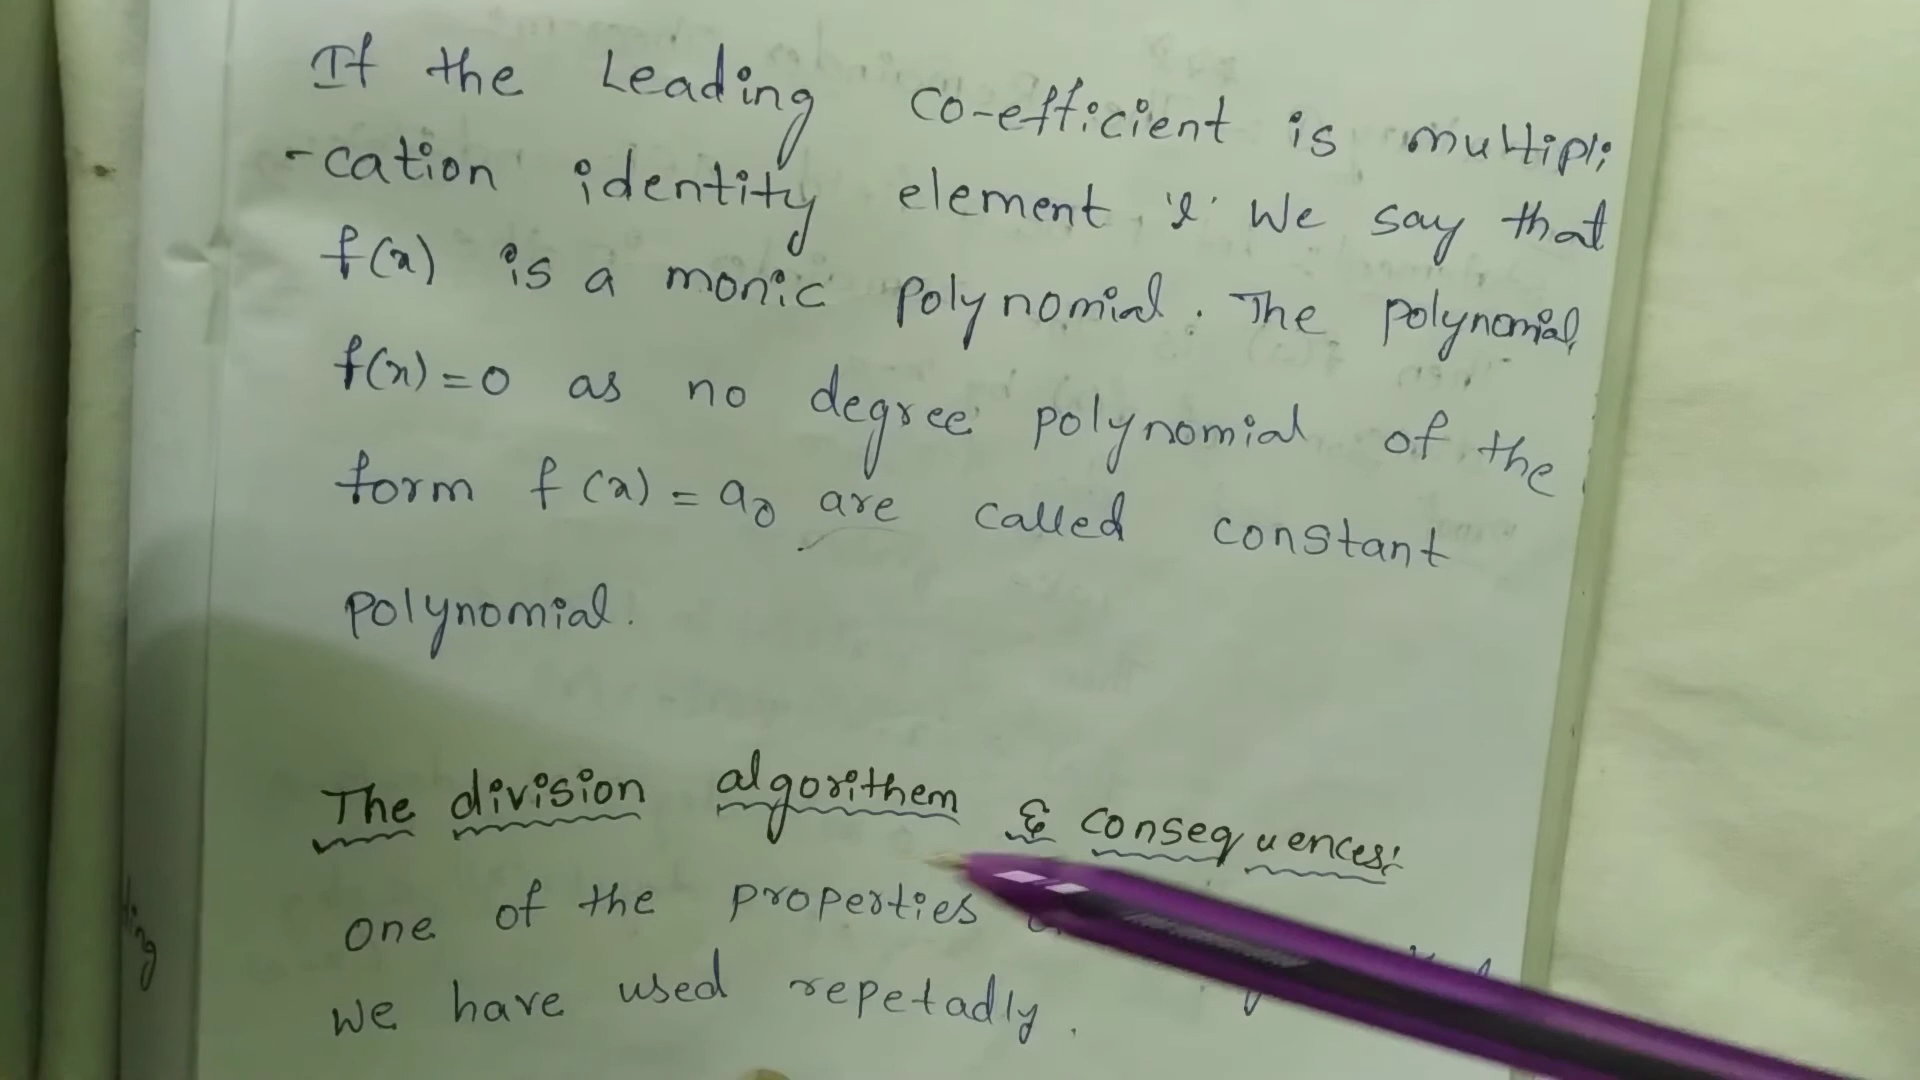 If the Leading co-efficient is multipli
-cation identity element '1' We say that
f(x) is a monic polynomial. The polynomial
f(x)=0 as no degree polynomial of the
form f(x) = a₀ are called constant
polynomial.
The division algorithem & consequences:
one of the properties
we have used repetadly.
ting